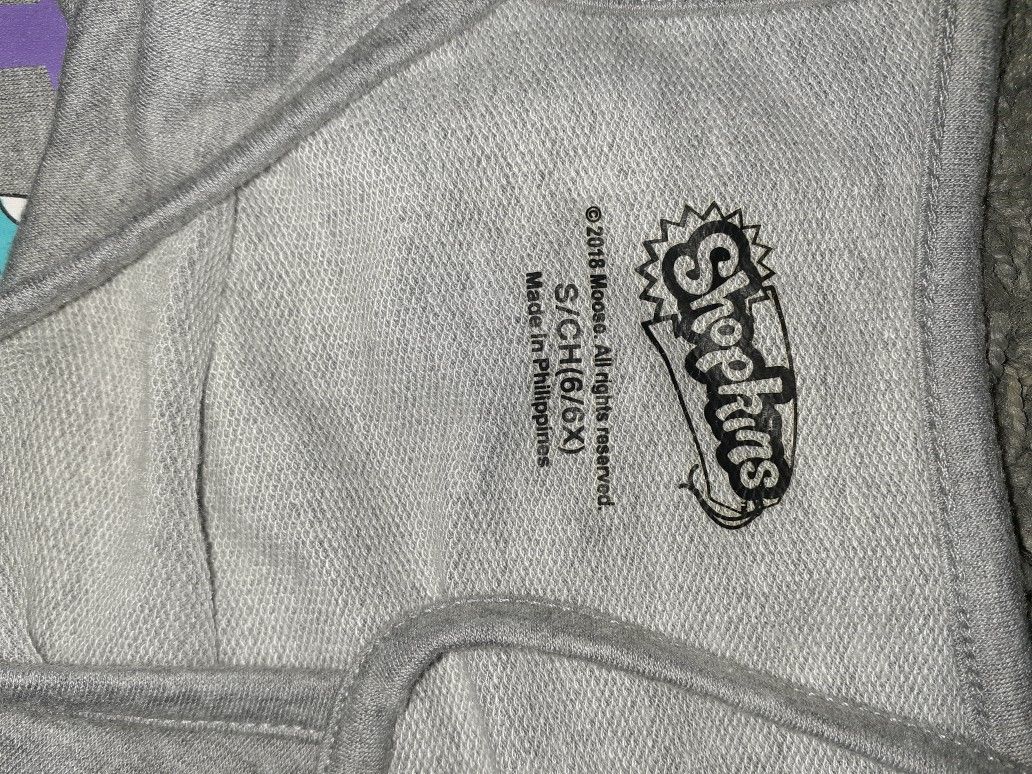 Shopkins
© 2018 Moose. All rights reserved.
S/CH(6/6X)
Made in Philippines